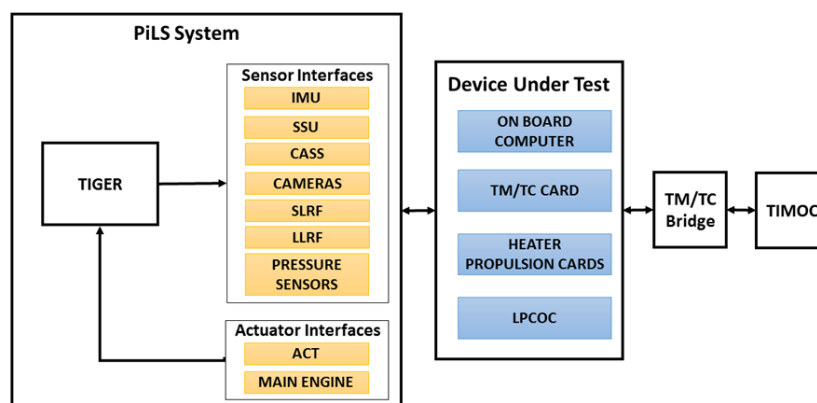 PiLS System
Sensor Interfaces
IMU
SSU
CASS
CAMERAS
SLRF
LLRF
PRESSURE
SENSORS
TIGER
Actuator Interfaces
ACT
MAIN ENGINE
Device Under Test
ON BOARD
COMPUTER
TM/TC CARD
HEATER
PROPULSION CARDS
LPCOC
TM/TC
Bridge
TIMOC